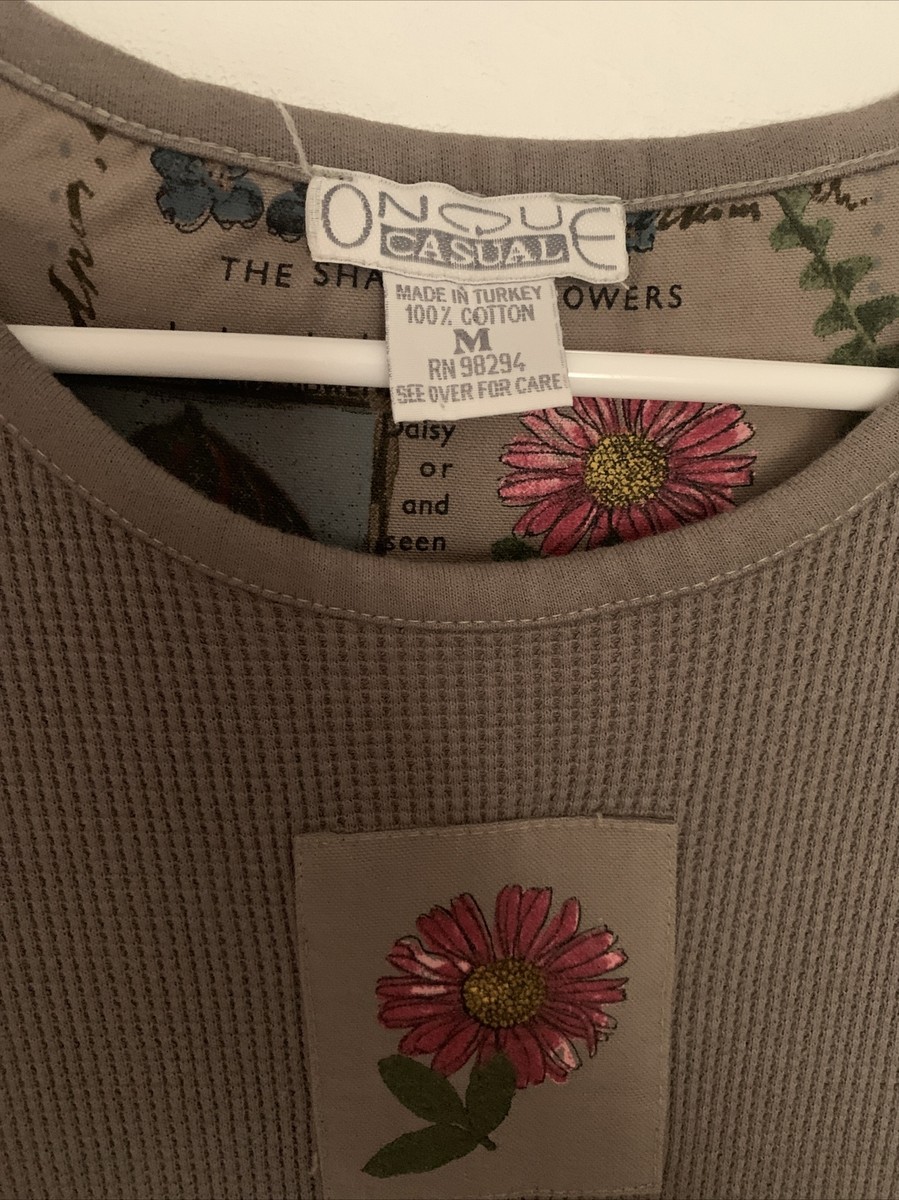 ONQUE
CASUAL
THE SHA
OWERS
MADE IN TURKEY
100% COTTON
M
RN 98294
SEE OVER FOR CARE
Daisy
or
and
seen